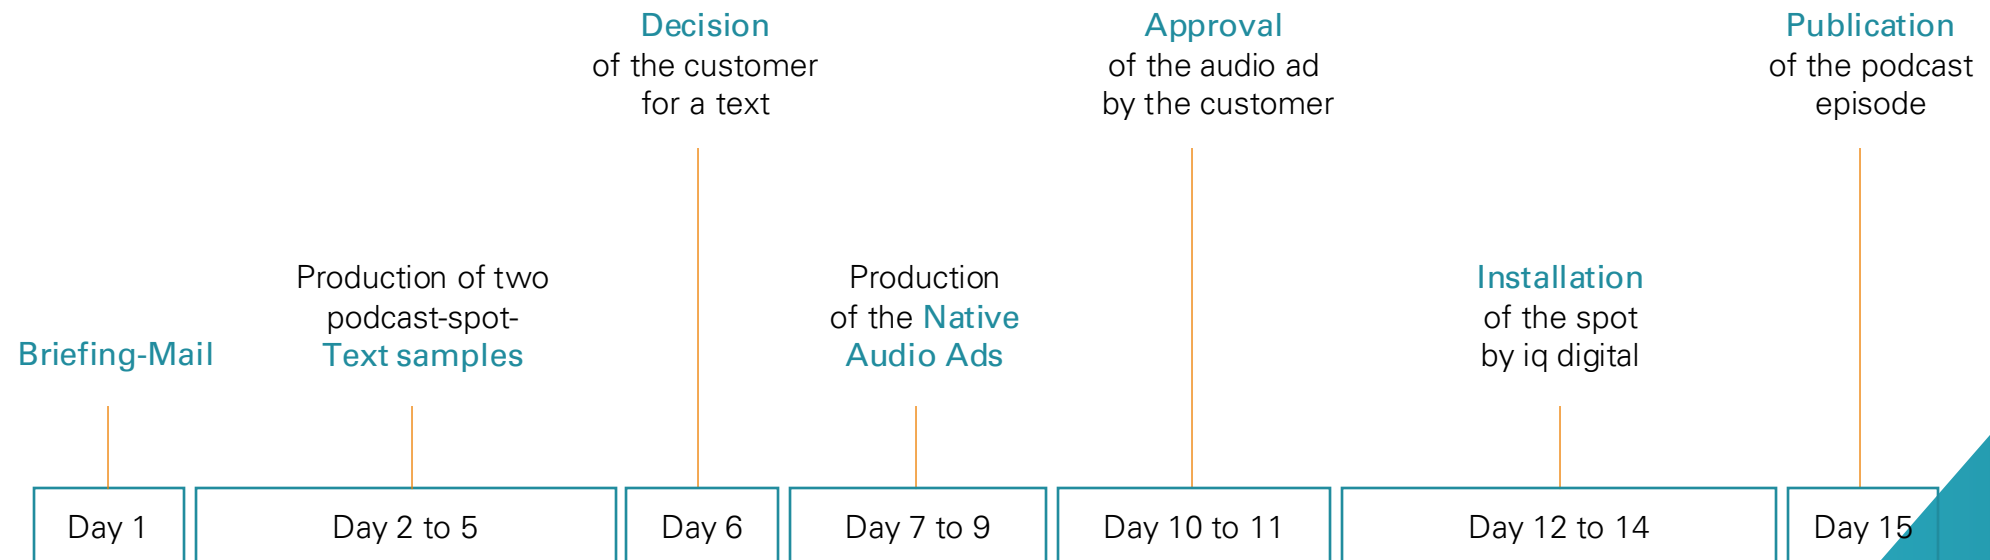 Decision
of the customer
for a text
Approval
of the audio ad
by the customer
Publication
of the podcast
episode
Briefing-Mail
Production of two
podcast-spot-
Text samples
Production
of the Native
Audio Ads
Installation
of the spot
by iq digital
Day 1
Day 2 to 5
Day 6
Day 7 to 9
Day 10 to 11
Day 12 to 14
Day 15